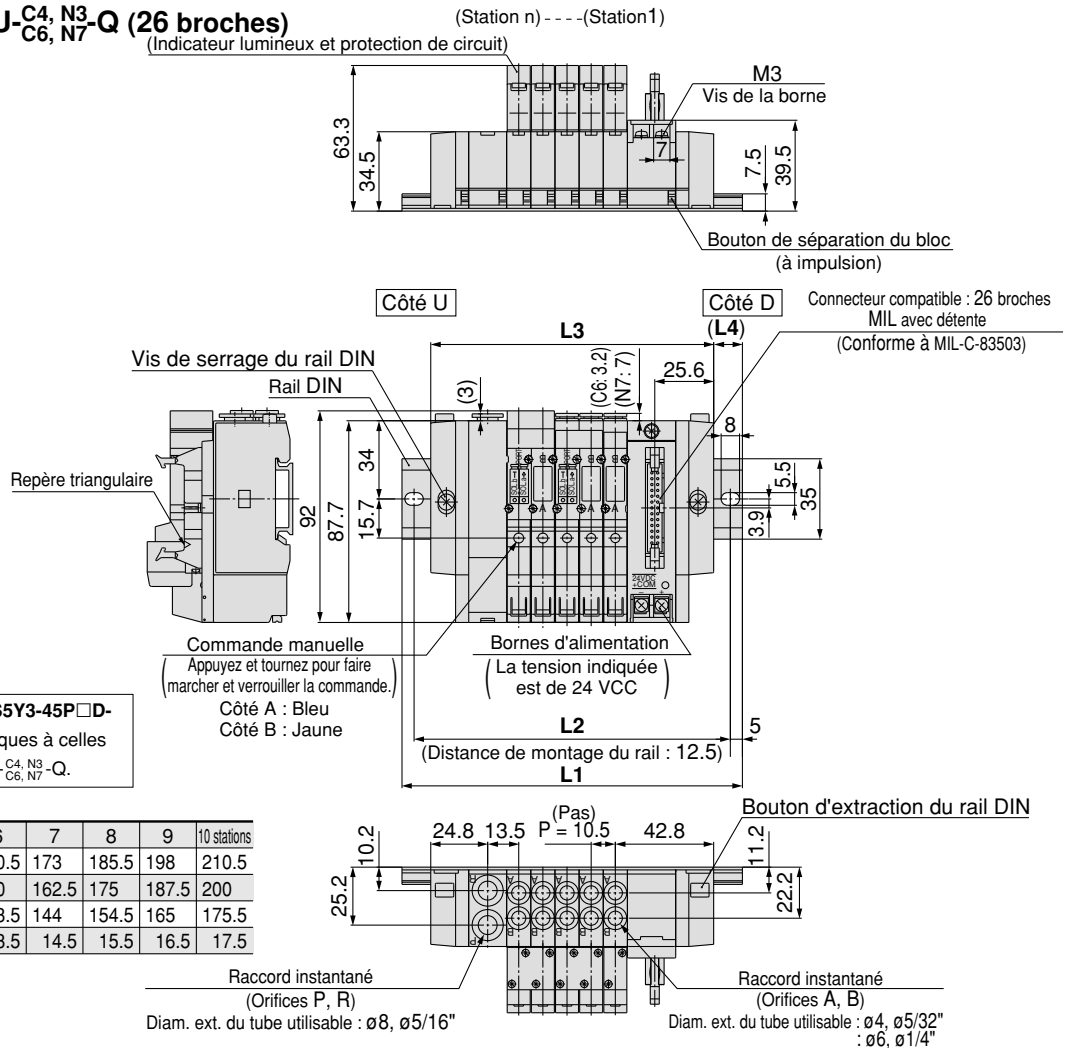 U-C4, N3 C6, N7-Q (26 broches)
(Station n) - - - - (Station1)
(Indicateur lumineux et protection de circuit)
M3
Vis de la borne
63.3
34.5
7
7.5
39.5
Bouton de séparation du bloc
(à impulsion)
Côté U
Côté D
Connecteur compatible : 26 broches
MIL avec détente
(Conforme à MIL-C-83503)
L3
(L4)
Vis de serrage du rail DIN
Rail DIN
(3)
(C6: 3.2)
(N7: 7)
25.6
8
Repère triangulaire
92
87.7
34
15.7
5.5
3.9
35
24VDC
+COM
- +
Commande manuelle
(Appuyez et tournez pour faire
marcher et verrouiller la commande.)
Côté A : Bleu
Côté B : Jaune
Bornes d'alimentation
(La tension indiquée
est de 24 VCC)
S5Y3-45P□D-
ques à celles
-C4, N3 C6, N7-Q.
L2
5
(Distance de montage du rail : 12.5)
L1
6 7 8 9 10 stations
0.5 173 185.5 198 210.5
0 162.5 175 187.5 200
3.5 144 154.5 165 175.5
3.5 14.5 15.5 16.5 17.5
10.2
25.2
24.8
13.5
(Pas)
P = 10.5
42.8
11.2
22.2
Bouton d'extraction du rail DIN
Raccord instantané
(Orifices P, R)
Diam. ext. du tube utilisable : ø8, ø5/16"
Raccord instantané
(Orifices A, B)
Diam. ext. du tube utilisable : ø4, ø5/32"
: ø6, ø1/4"